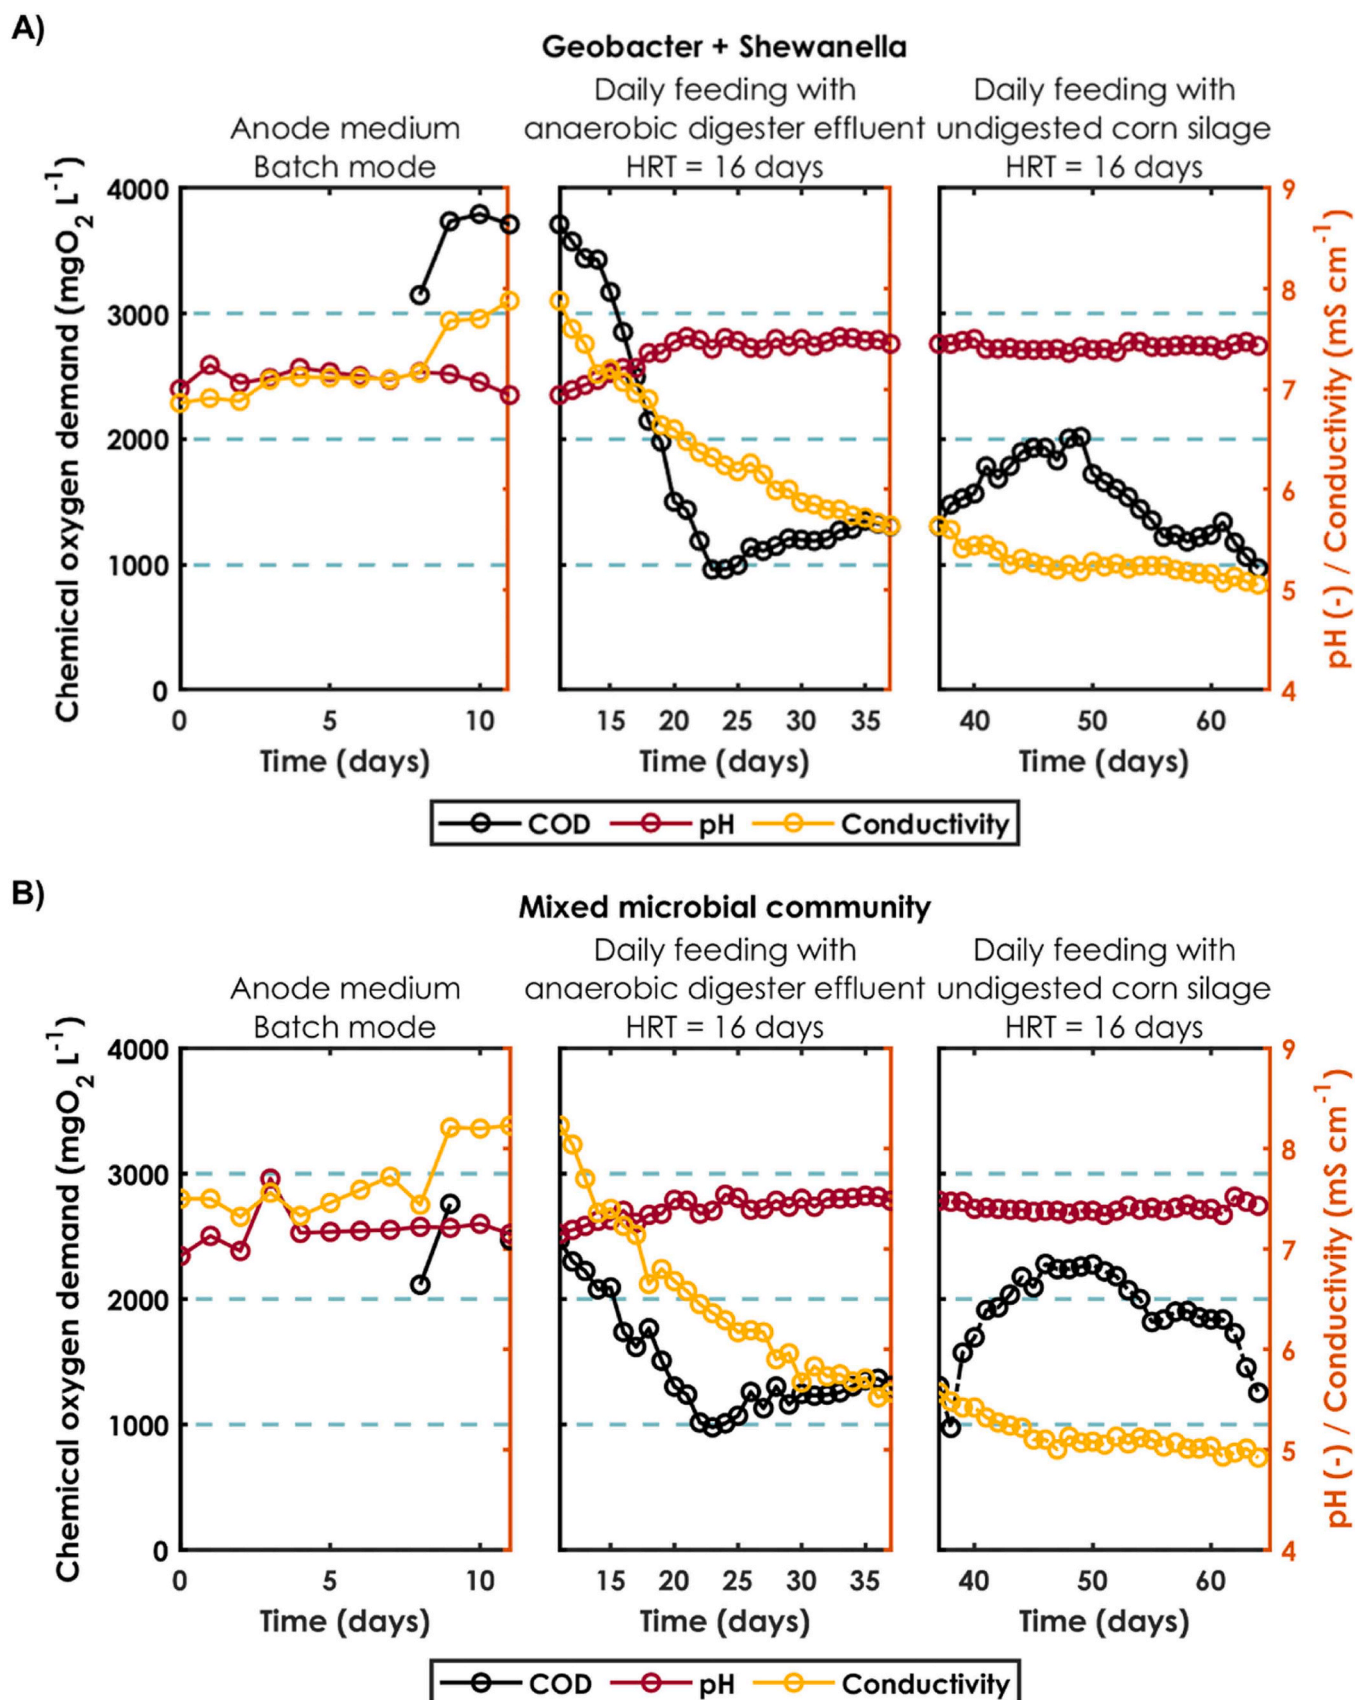 A)
Geobacter + Shewanella
Anode medium
Batch mode
Daily feeding with
anaerobic digester effluent
HRT = 16 days
Daily feeding with
undigested corn silage
HRT = 16 days
Chemical oxygen demand (mgO2 L-1)
4000
3000
2000
1000
0
0 5 10
15 20 25 30 35
40 50 60
9
8
7
6
5
4
pH (-) / Conductivity (mS cm-1)
Time (days) Time (days) Time (days)
COD pH Conductivity
B)
Mixed microbial community
Anode medium
Batch mode
Daily feeding with
anaerobic digester effluent
HRT = 16 days
Daily feeding with
undigested corn silage
HRT = 16 days
Chemical oxygen demand (mgO2 L-1)
4000
3000
2000
1000
0
0 5 10
15 20 25 30 35
40 50 60
9
8
7
6
5
4
pH (-) / Conductivity (mS cm-1)
Time (days) Time (days) Time (days)
COD pH Conductivity